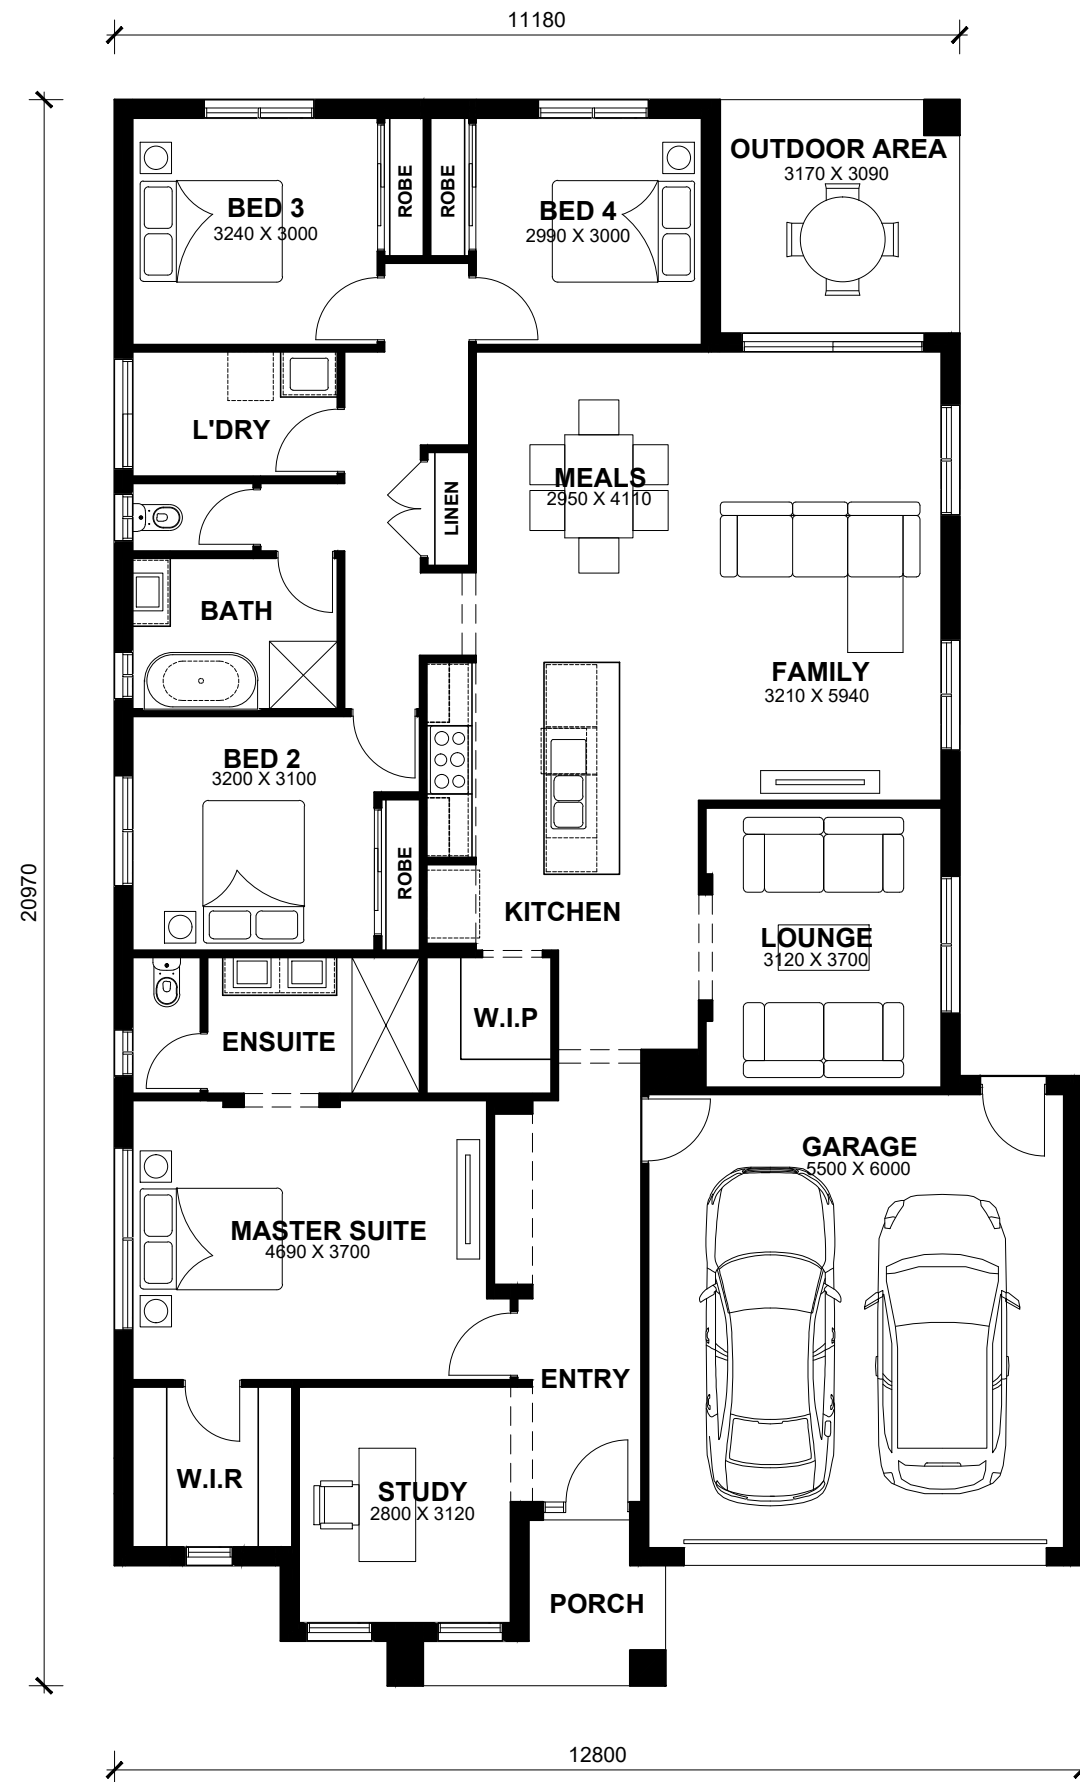 11180
OUTDOOR AREA
3170 X 3090
BED 3
3240 X 3000
ROBE
ROBE
BED 4
2990 X 3000
L'DRY
MEALS
2950 X 4110
LINEN
BATH
FAMILY
3210 X 5940
BED 2
3200 X 3100
ROBE
20970
KITCHEN
LOUNGE
3120 X 3700
W.I.P
ENSUITE
GARAGE
5500 X 6000
MASTER SUITE
4690 X 3700
ENTRY
W.I.R
STUDY
2800 X 3120
PORCH
12800